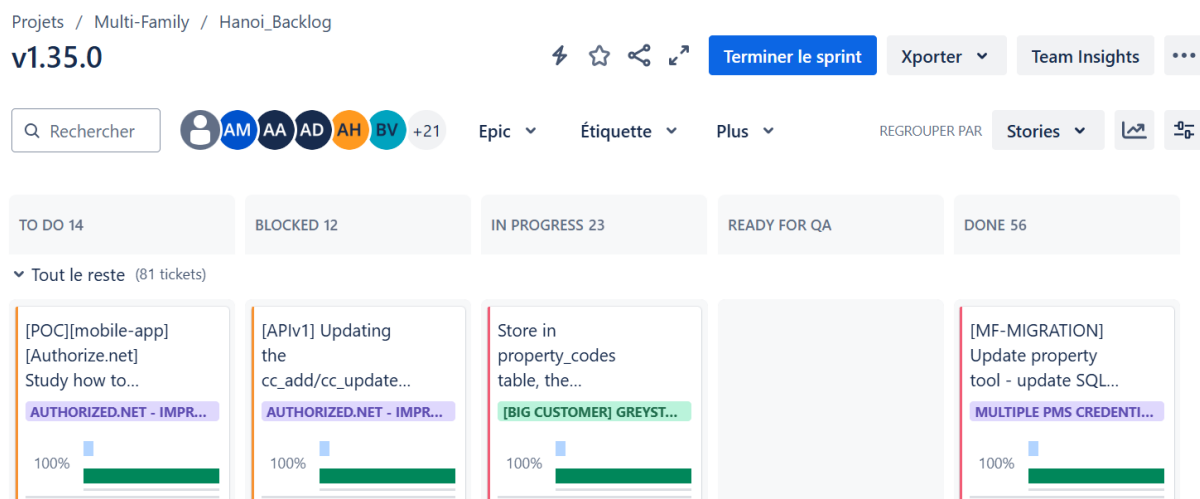 Projets / Multi-Family / Hanoi_Backlog
v1.35.0
Terminer le sprint
Xporter
Team Insights
Rechercher
AM AA AD AH BV +21
Epic
Étiquette
Plus
REGROUPER PAR
Stories
TO DO 14
BLOCKED 12
IN PROGRESS 23
READY FOR QA
DONE 56
Tout le reste (81 tickets)
[POC][mobile-app]
[Authorize.net]
Study how to...
AUTHORIZED.NET - IMPR...
100%
[APIv1] Updating
the
cc_add/cc_update...
AUTHORIZED.NET - IMPR...
100%
Store in
property_codes
table, the...
[BIG CUSTOMER] GREYST...
100%
[MF-MIGRATION]
Update property
tool - update SQL...
MULTIPLE PMS CREDENTI...
100%